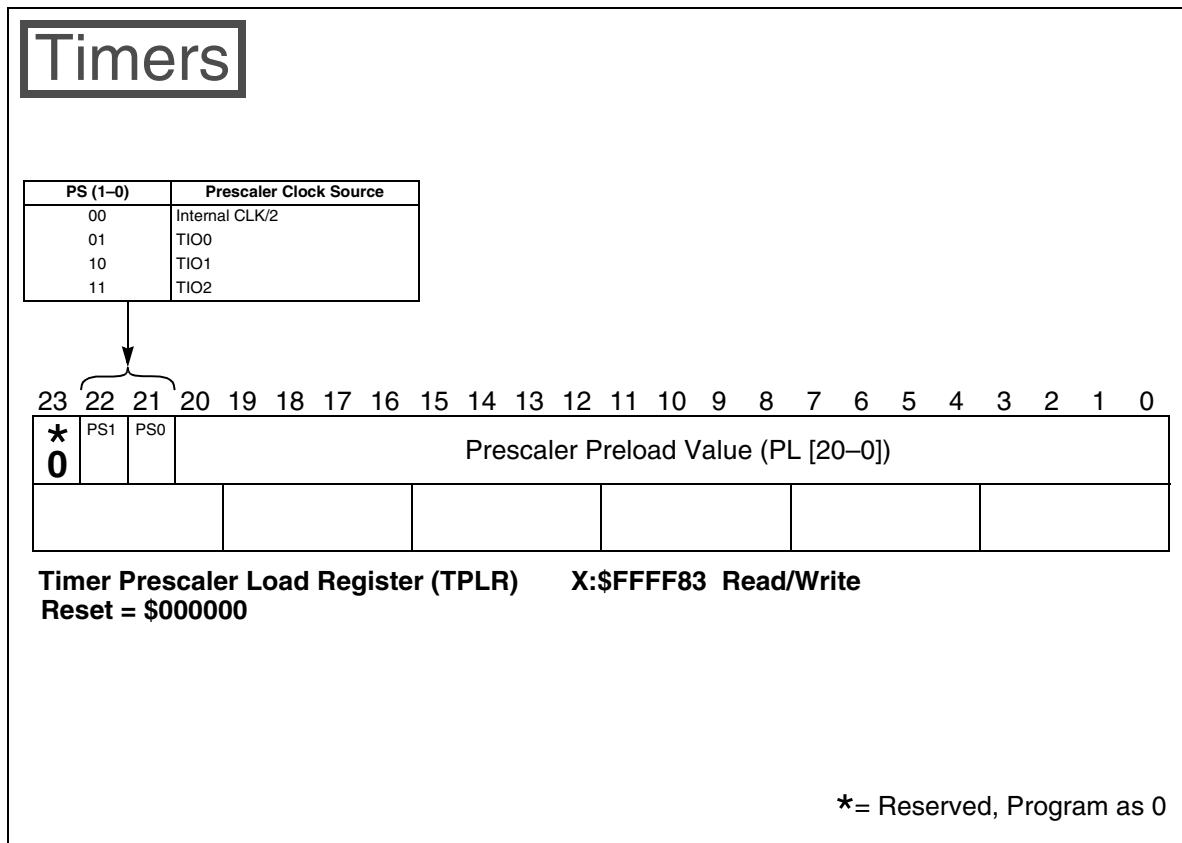 Timers
PS (1–0) Prescaler Clock Source
00 Internal CLK/2
01 TIO0
10 TIO1
11 TIO2
23 22 21 20 19 18 17 16 15 14 13 12 11 10 9 8 7 6 5 4 3 2 1 0
* PS1 PS0 Prescaler Preload Value (PL [20–0])
0
Timer Prescaler Load Register (TPLR) X:$FFFF83 Read/Write
Reset = $000000
*= Reserved, Program as 0